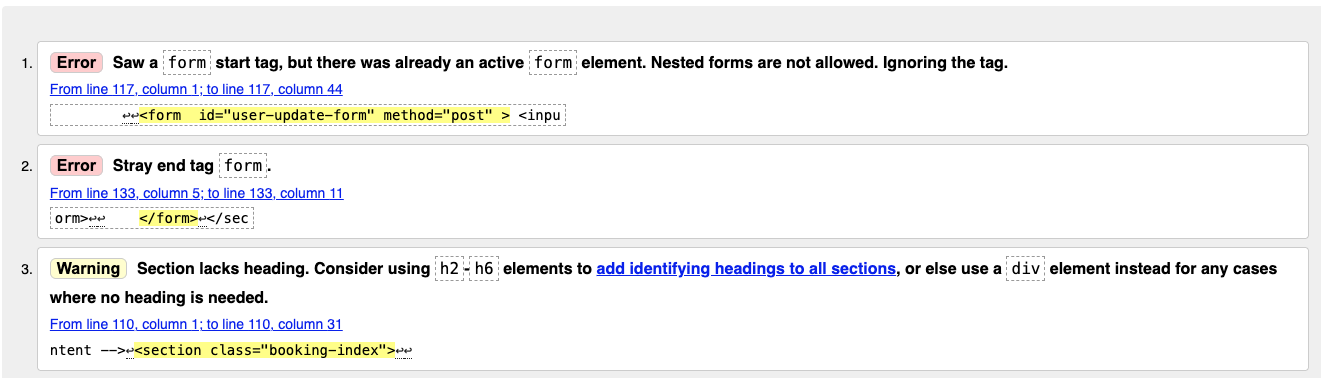 1. Error Saw a form start tag, but there was already an active form element. Nested forms are not allowed. Ignoring the tag.
From line 117, column 1; to line 117, column 44
↩↩<form  id="user-update-form" method="post" > <inpu
2. Error Stray end tag form.
From line 133, column 5; to line 133, column 11
orm>↩↩    </form>↩</sec
3. Warning Section lacks heading. Consider using h2-h6 elements to add identifying headings to all sections, or else use a div element instead for any cases
where no heading is needed.
From line 110, column 1; to line 110, column 31
ntent -->↩<section class="booking-index">↩↩